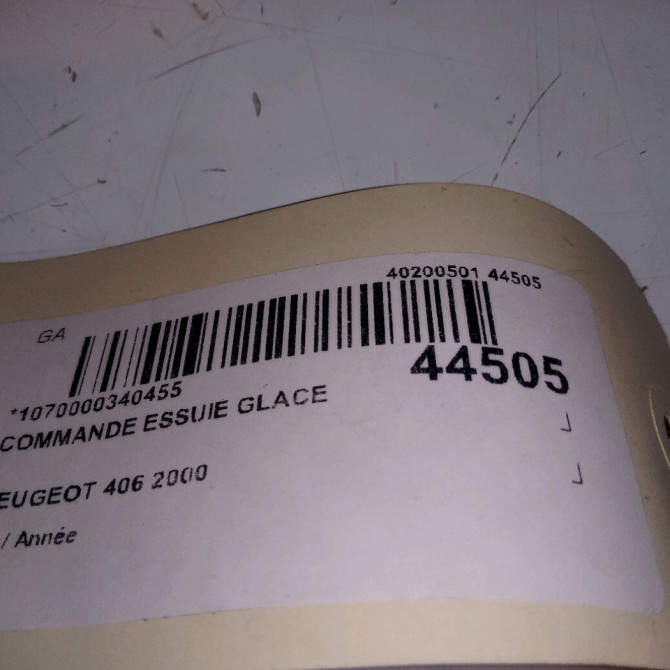 40200501 44505
GA
44505
*1070000340455
COMMANDE ESSUIE GLACE
EUGEOT 406 2000
/ Année